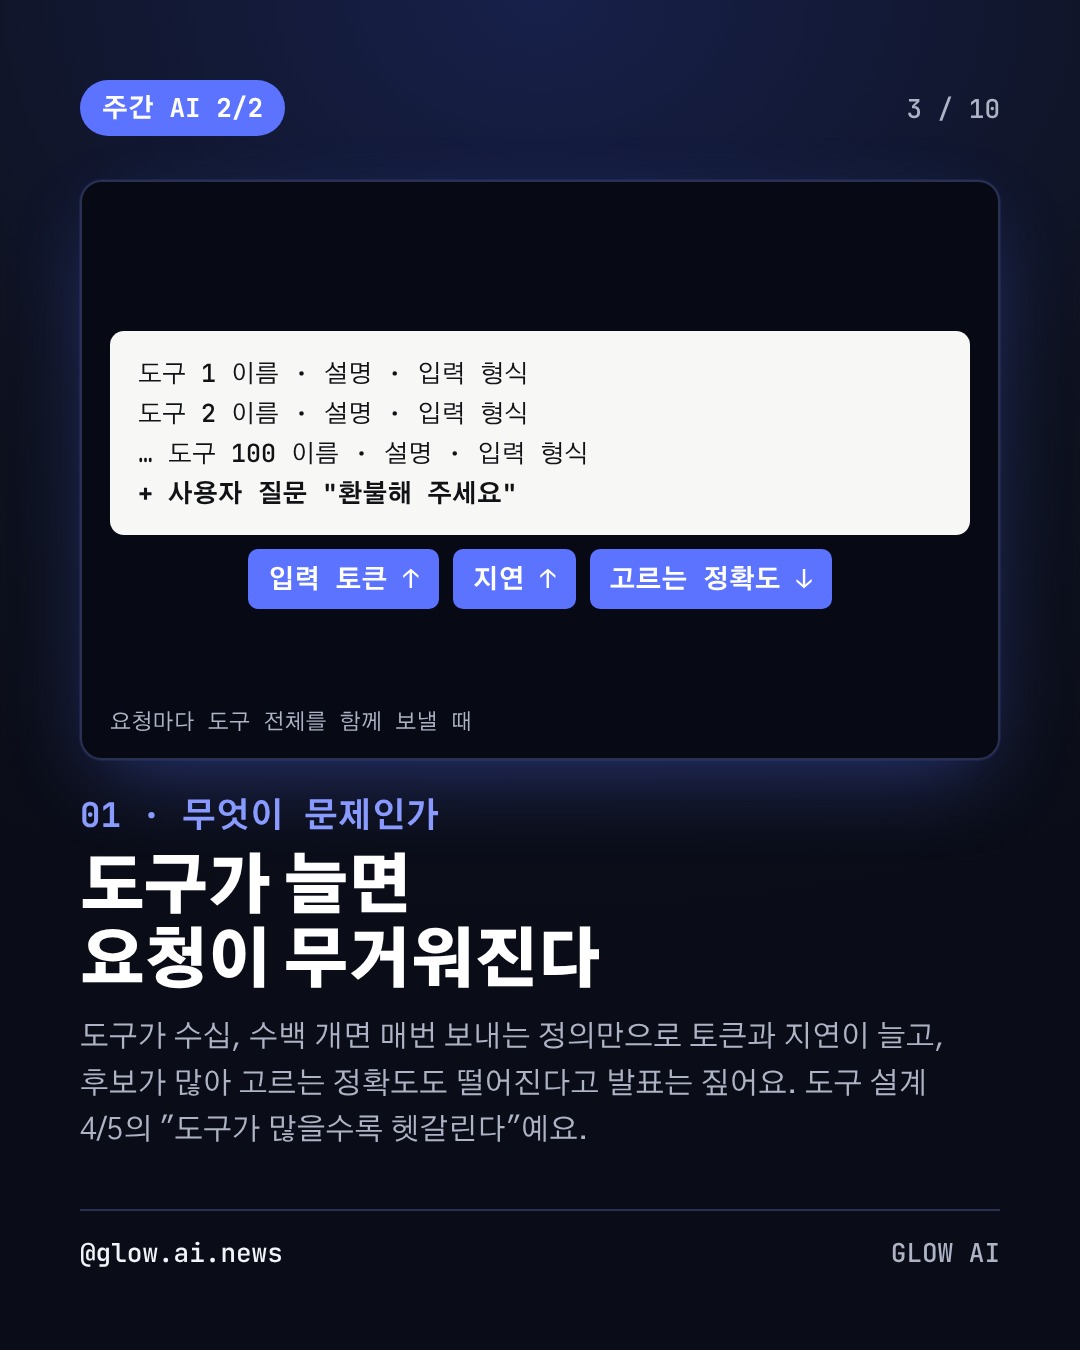 주간 AI 2/2
3 / 10
도구 1 이름 · 설명 · 입력 형식
도구 2 이름 · 설명 · 입력 형식
… 도구 100 이름 · 설명 · 입력 형식
+ 사용자 질문 "환불해 주세요"
입력 토큰 ↑
지연 ↑
고르는 정확도 ↓
요청마다 도구 전체를 함께 보낼 때
01 · 무엇이 문제인가
도구가 늘면
요청이 무거워진다
도구가 수십, 수백 개면 매번 보내는 정의만으로 토큰과 지연이 늘고,
후보가 많아 고르는 정확도도 떨어진다고 발표는 짚어요. 도구 설계
4/5의 "도구가 많을수록 헷갈린다"예요.
@glow.ai.news
GLOW AI